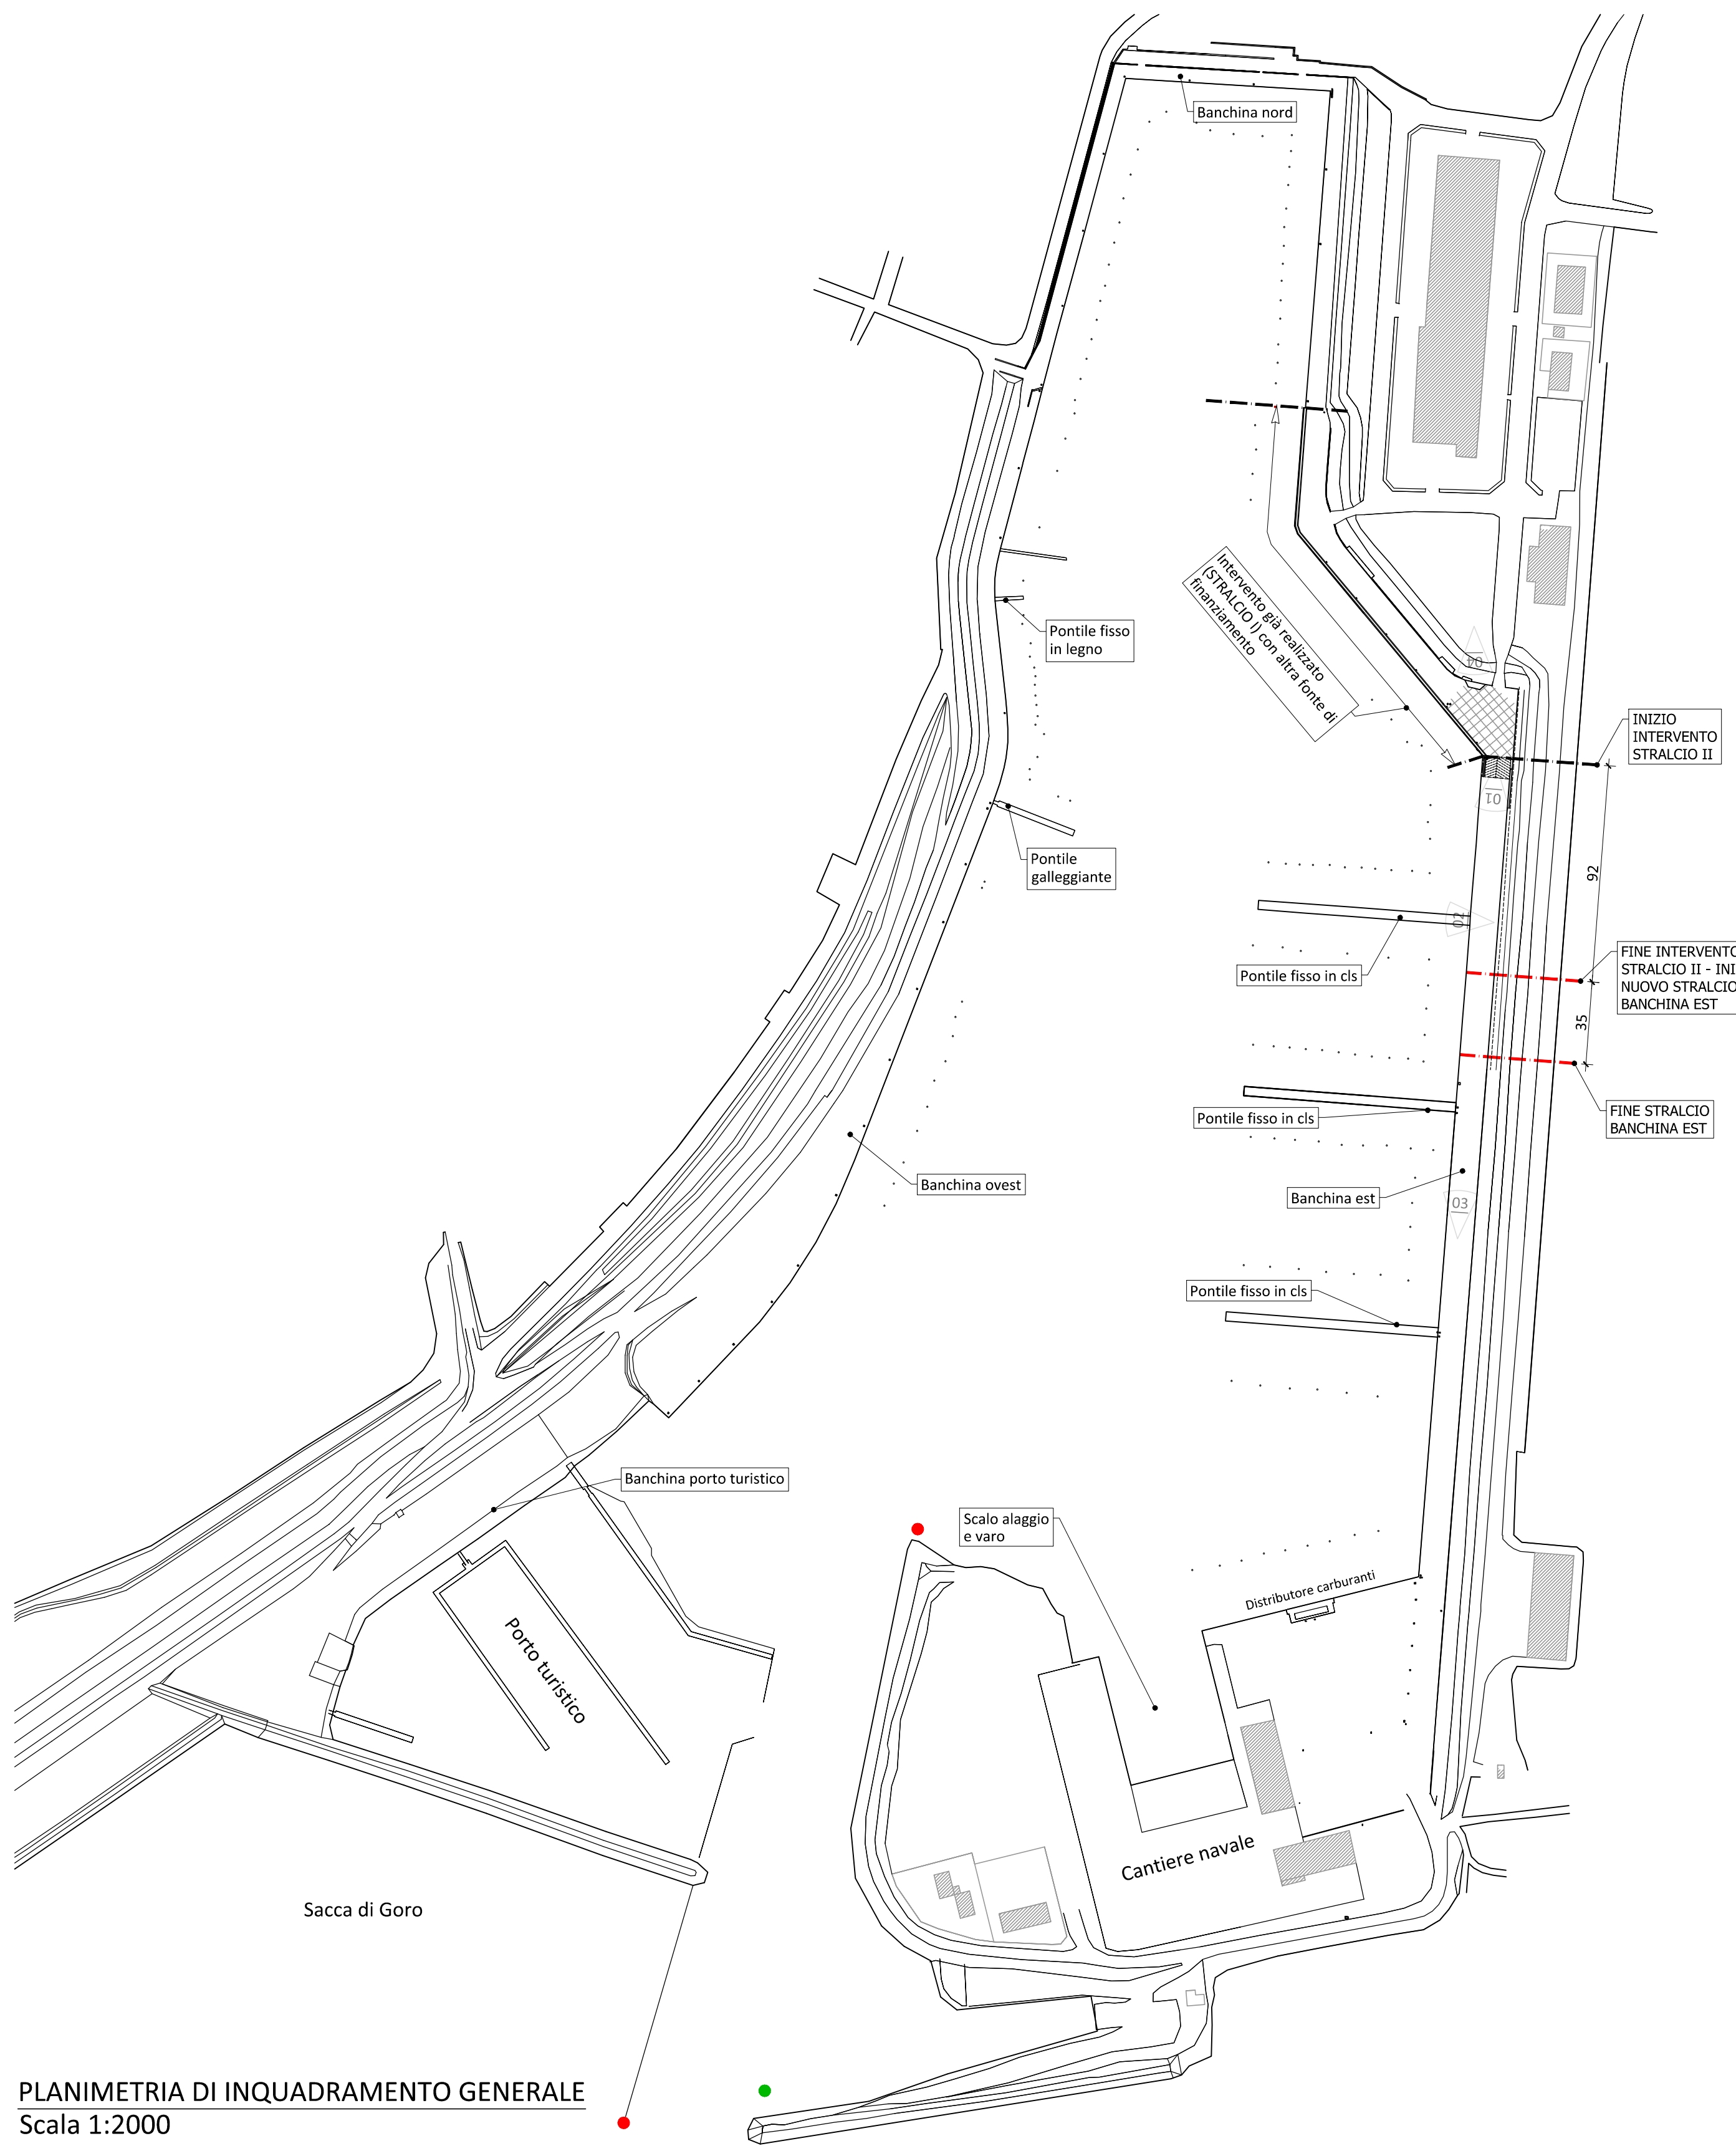 Banchina nord
Intervento già realizzato
(STRALCIO I) con altra fonte di
finanziamento
Pontile fisso
in legno
04
INIZIO
INTERVENTO
STRALCIO II
01
Pontile
galleggiante
92
02
Pontile fisso in cls
FINE INTERVENTO
STRALCIO II - INI
NUOVO STRALCIO
BANCHINA EST
35
Pontile fisso in cls
FINE STRALCIO
BANCHINA EST
Banchina ovest
Banchina est
03
Pontile fisso in cls
Banchina porto turistico
Scalo alaggio
e varo
Distributore carburanti
Porto turistico
Cantiere navale
Sacca di Goro
PLANIMETRIA DI INQUADRAMENTO GENERALE
Scala 1:2000